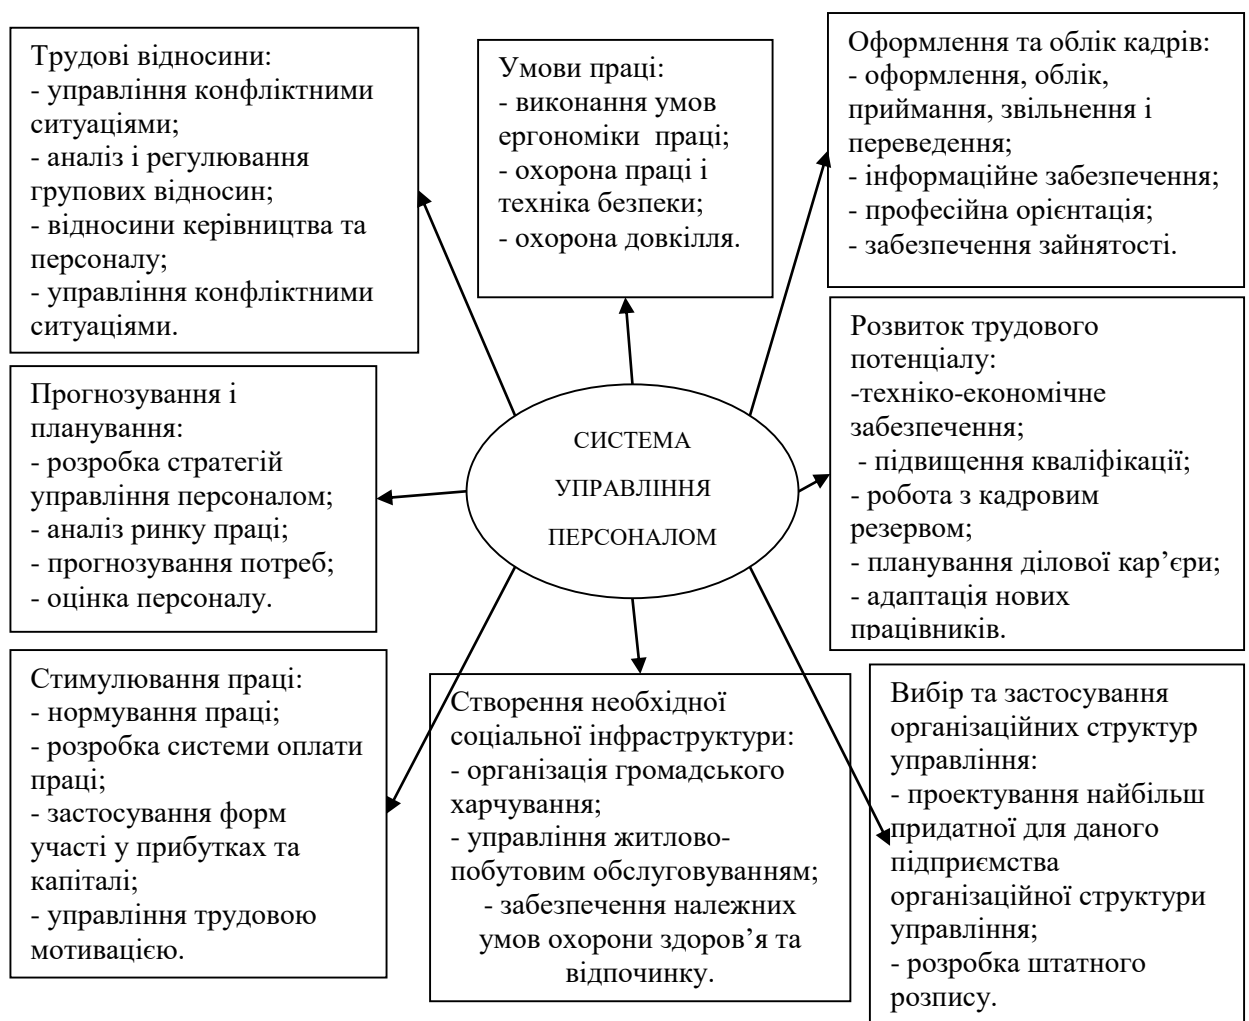 Трудові відносини:
- управління конфліктними
ситуаціями;
- аналіз і регулювання
групових відносин;
- відносини керівництва та
персоналу;
- управління конфліктними
ситуаціями.
Умови праці:
- виконання умов
ергономіки праці;
- охорона праці і
техніка безпеки;
- охорона довкілля.
Оформлення та облік кадрів:
- оформлення, облік,
приймання, звільнення і
переведення;
- інформаційне забезпечення;
- професійна орієнтація;
- забезпечення зайнятості.
Прогнозування і
планування:
- розробка стратегій
управління персоналом;
- аналіз ринку праці;
- прогнозування потреб;
- оцінка персоналу.
СИСТЕМА
УПРАВЛІННЯ
ПЕРСОНАЛОМ
Розвиток трудового
потенціалу:
-техніко-економічне
забезпечення;
- підвищення кваліфікації;
- робота з кадровим
резервом;
- планування ділової кар’єри;
- адаптація нових
працівників.
Стимулювання праці:
- нормування праці;
- розробка системи оплати
праці;
- застосування форм
участі у прибутках та
капіталі;
- управління трудовою
мотивацією.
Створення необхідної
соціальної інфраструктури:
- організація громадського
харчування;
- управління житлово-
побутовим обслуговуванням;
- забезпечення належних
умов охорони здоров’я та
відпочинку.
Вибір та застосування
організаційних структур
управління:
- проектування найбільш
придатної для даного
підприємства
організаційної структури
управління;
- розробка штатного
розпису.